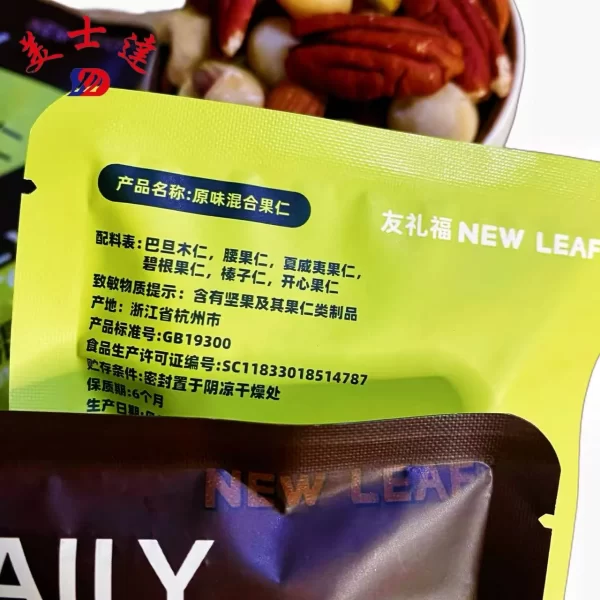 美士達
产品名称:原味混合果仁
友礼福 NEW LEAF
配料表:巴旦木仁，腰果仁，夏威夷果仁，
碧根果仁，榛子仁，开心果仁
致敏物质提示：含有坚果及其果仁类制品
产地：浙江省杭州市
产品标准号:GB19300
食品生产许可证编号:SC11833018514787
贮存条件:密封置于阴凉干燥处
保质期:6个月
生产日期:
NEW LEAF
AILY